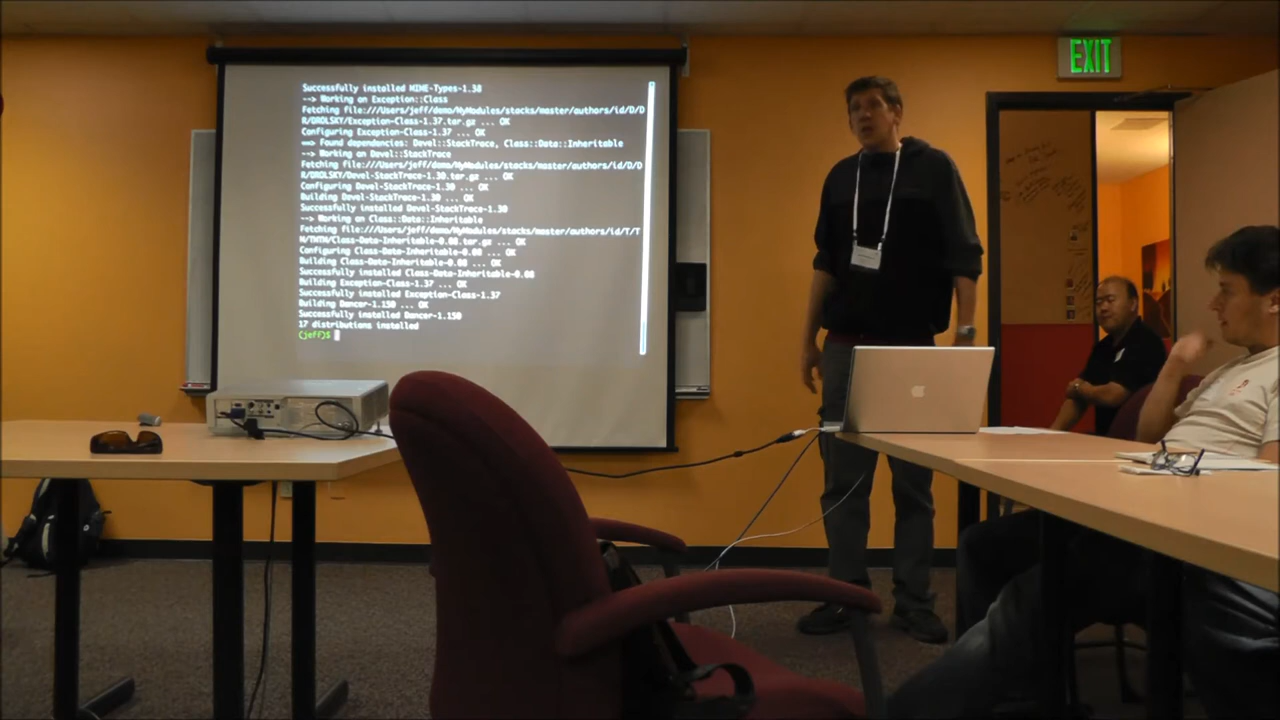 Successfully installed MIME-Types-1.38
--> Working on Exception::Class
Fetching file:///Users/jeff/demo/MyModules/stacks/master/authors/id/D/D
R/DROLSKY/Exception-Class-1.37.tar.gz ... OK
Configuring Exception-Class-1.37 ... OK
==> Found dependencies: Devel::StackTrace, Class::Data::Inheritable
--> Working on Devel::StackTrace
Fetching file:///Users/jeff/demo/MyModules/stacks/master/authors/id/D/D
R/DROLSKY/Devel-StackTrace-1.30.tar.gz ... OK
Configuring Devel-StackTrace-1.30 ... OK
Building Devel-StackTrace-1.30 ... OK
Successfully installed Devel-StackTrace-1.30
--> Working on Class::Data::Inheritable
Fetching file:///Users/jeff/demo/MyModules/stacks/master/authors/id/T/T
M/TMTM/Class-Data-Inheritable-0.08.tar.gz ... OK
Configuring Class-Data-Inheritable-0.08 ... OK
Building Class-Data-Inheritable-0.08 ... OK
Successfully installed Class-Data-Inheritable-0.08
Building Exception-Class-1.37 ... OK
Successfully installed Exception-Class-1.37
Building Dancer-1.150 ... OK
Successfully installed Dancer-1.150
17 distributions installed
(jeff)$
EXIT